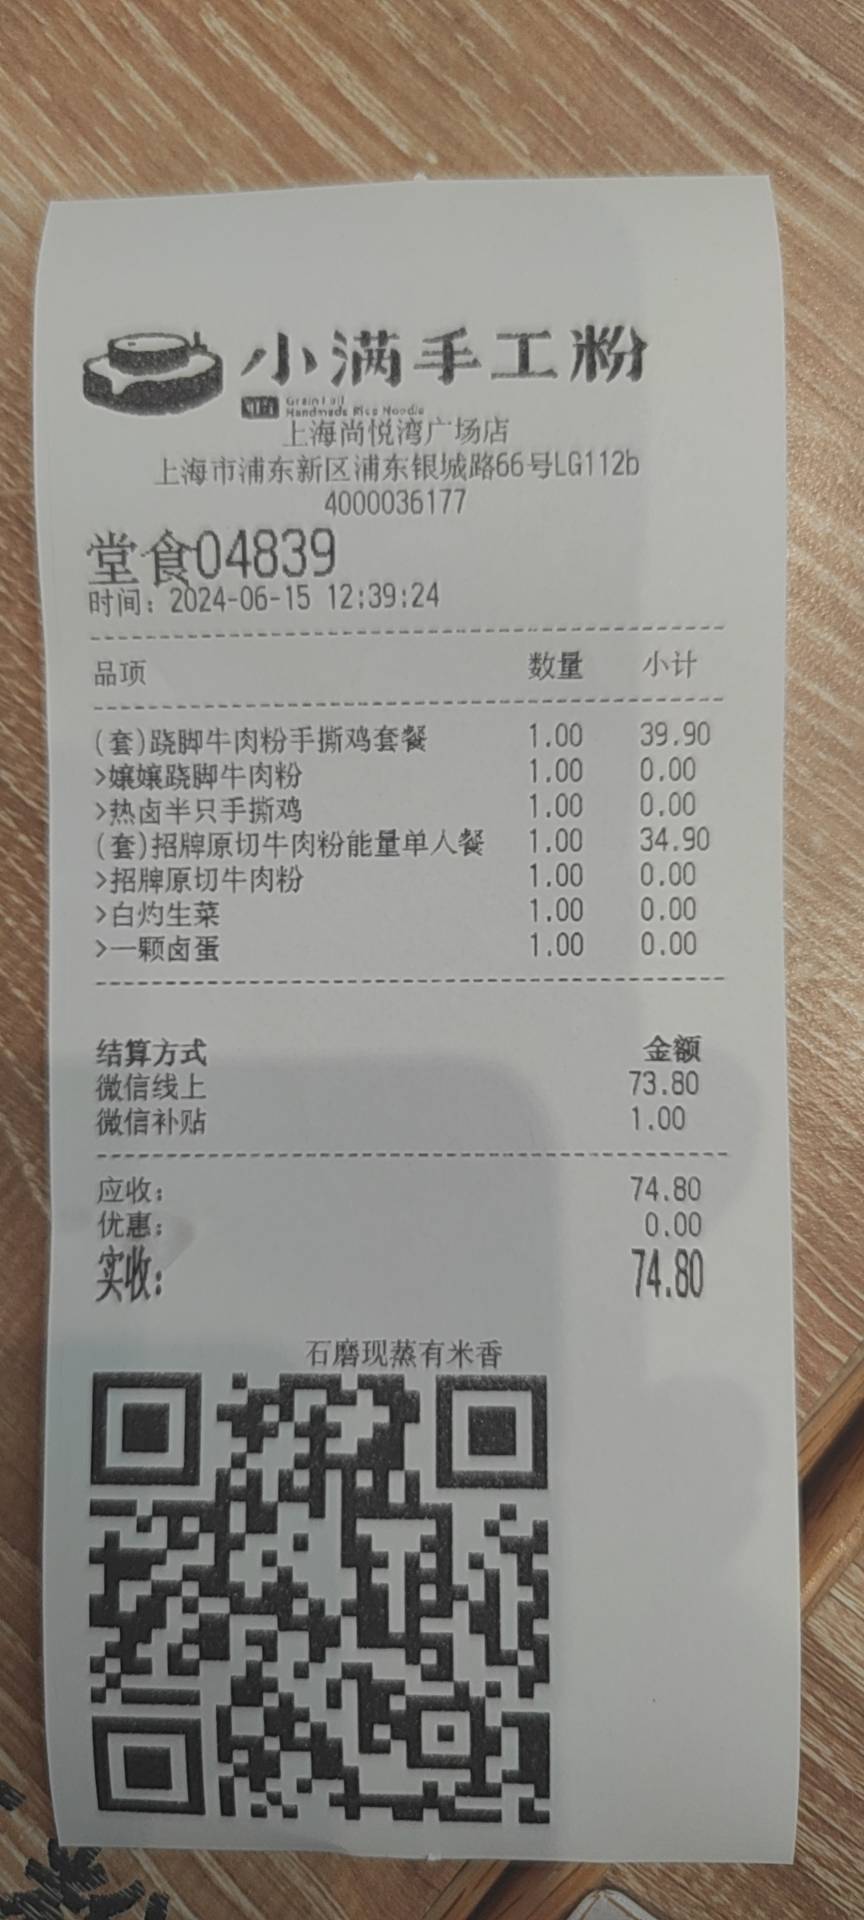 小满手工粉
Handmade Rice Noodle
上海尚悦湾广场店
上海市浦东新区浦东银城路66号LG112b
4000036177
堂食04839
时间：2024-06-15 12:39:24
品项 数量 小计
(套)跷脚牛肉粉手撕鸡套餐 1.00 39.90
>嬢嬢跷脚牛肉粉 1.00 0.00
>热卤半只手撕鸡 1.00 0.00
(套)招牌原切牛肉粉能量单人餐 1.00 34.90
>招牌原切牛肉粉 1.00 0.00
>白灼生菜 1.00 0.00
>一颗卤蛋 1.00 0.00
结算方式 金额
微信线上 73.80
微信补贴 1.00
应收： 74.80
优惠： 0.00
实收： 74.80
石磨现蒸有米香